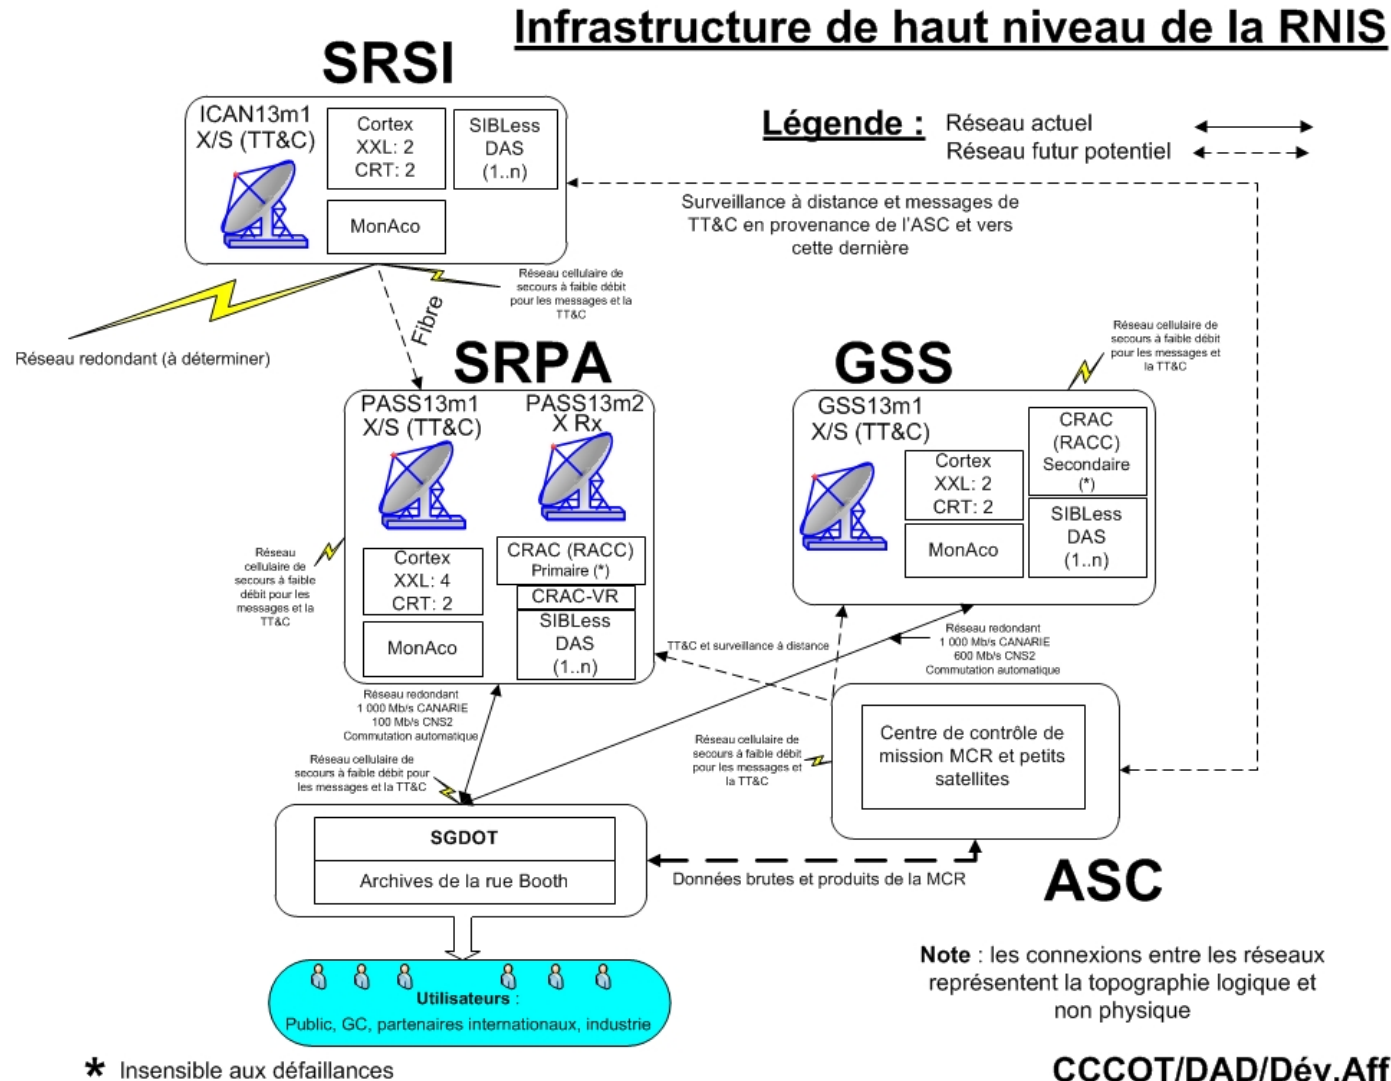 Infrastructure de haut niveau de la RNIS
SRSI
ICAN13m1
X/S (TT&C)
Cortex
XXL: 2
CRT: 2
SIBLess
DAS
(1..n)
MonAco
Légende :
Réseau actuel
Réseau futur potentiel
Surveillance à distance et messages de
TT&C en provenance de l'ASC et vers
cette dernière
Réseau cellulaire de
secours à faible débit
pour les messages et la
TT&C
Fibre
Réseau redondant (à déterminer)
SRPA
PASS13m1
X/S (TT&C)
PASS13m2
X Rx
Cortex
XXL: 4
CRT: 2
MonAco
CRAC (RACC)
Primaire (*)
CRAC-VR
SIBLess
DAS
(1..n)
Réseau
cellulaire de
secours à faible
débit pour les
messages et la
TT&C
GSS
Réseau cellulaire de
secours à faible débit
pour les messages et
la TT&C
GSS13m1
X/S (TT&C)
Cortex
XXL: 2
CRT: 2
MonAco
CRAC
(RACC)
Secondaire
(*)
SIBLess
DAS
(1..n)
TT&C et surveillance à distance
Réseau redondant
1 000 Mb/s CANARIE
600 Mb/s CNS2
Commutation automatique
Réseau redondant
1 000 Mb/s CANARIE
100 Mb/s CNS2
Commutation automatique
Réseau cellulaire de
secours à faible débit pour
les messages et la TT&C
Réseau cellulaire de
secours à faible débit
pour les messages et
la TT&C
Centre de contrôle de
mission MCR et petits
satellites
ASC
SGDOT
Archives de la rue Booth
Données brutes et produits de la MCR
Utilisateurs :
Public, GC, partenaires internationaux, industrie
Note : les connexions entre les réseaux
représentent la topographie logique et
non physique
* Insensible aux défaillances
CCCOT/DAD/Dév.Aff